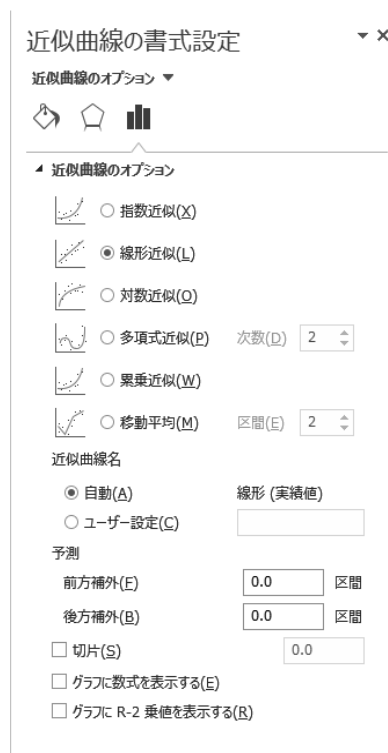 近似曲線の書式設定
近似曲線のオプション ▼
近似曲線のオプション
指数近似(X)
線形近似(L)
対数近似(O)
多項式近似(P) 次数(D) 2
累乗近似(W)
移動平均(M) 区間(E) 2
近似曲線名
自動(A) 線形 (実績値)
ユーザー設定(C)
予測
前方補外(F) 0.0 区間
後方補外(B) 0.0 区間
切片(S) 0.0
グラフに数式を表示する(E)
グラフに R-2 乗値を表示する(R)